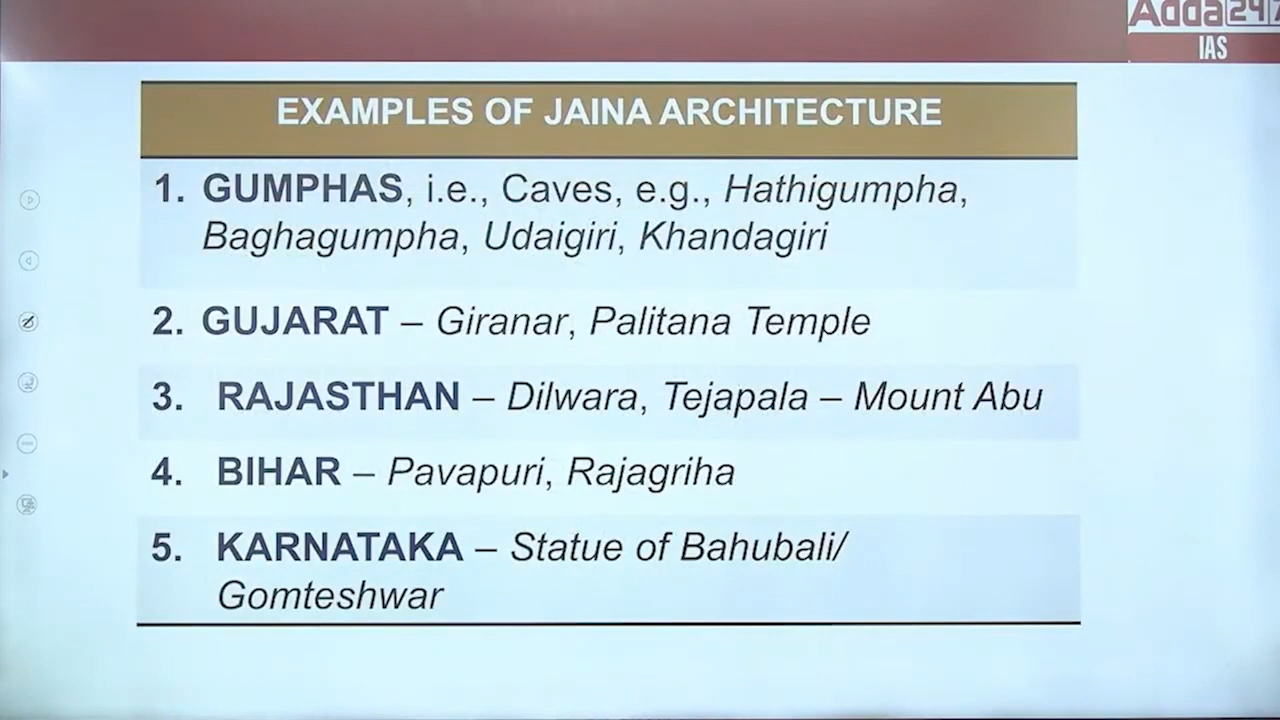 Adda247
IAS
EXAMPLES OF JAINA ARCHITECTURE
1. GUMPHAS, i.e., Caves, e.g., Hathigumpha,
Baghagumpha, Udaigiri, Khandagiri
2. GUJARAT – Giranar, Palitana Temple
3. RAJASTHAN – Dilwara, Tejapala – Mount Abu
4. BIHAR – Pavapuri, Rajagriha
5. KARNATAKA – Statue of Bahubali/
Gomteshwar